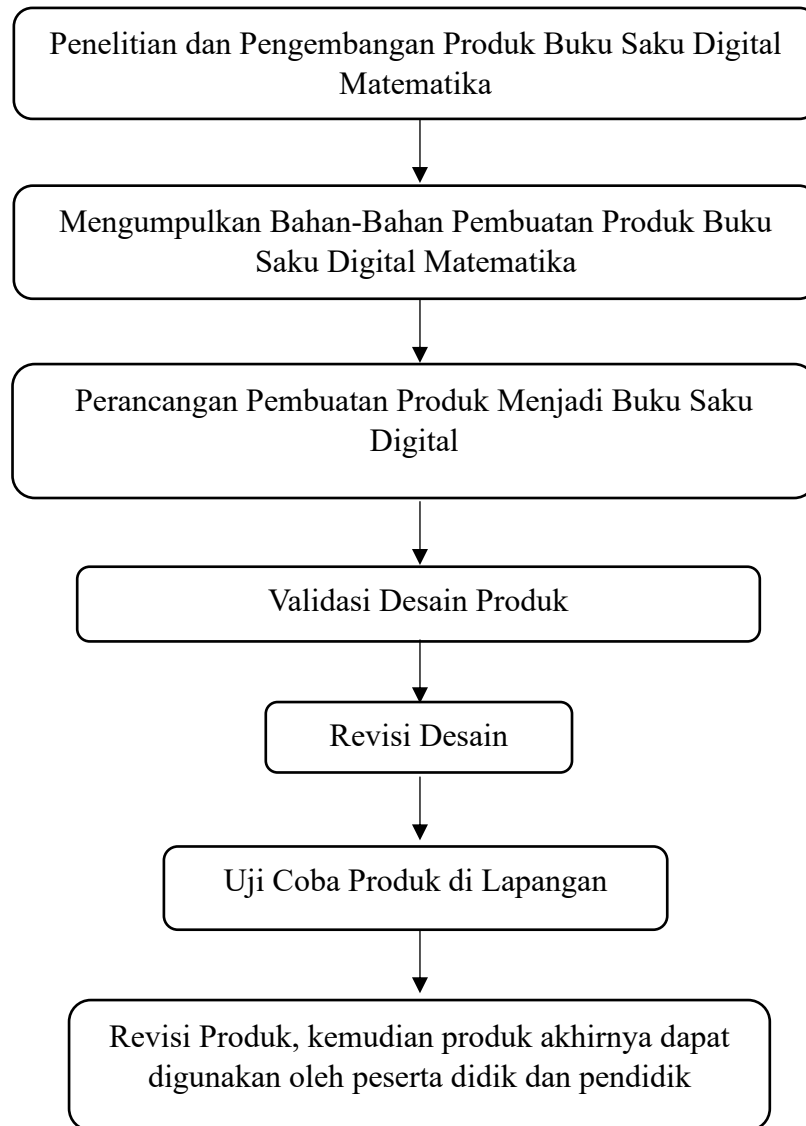 Penelitian dan Pengembangan Produk Buku Saku Digital
Matematika
Mengumpulkan Bahan-Bahan Pembuatan Produk Buku
Saku Digital Matematika
Perancangan Pembuatan Produk Menjadi Buku Saku
Digital
Validasi Desain Produk
Revisi Desain
Uji Coba Produk di Lapangan
Revisi Produk, kemudian produk akhirnya dapat
digunakan oleh peserta didik dan pendidik